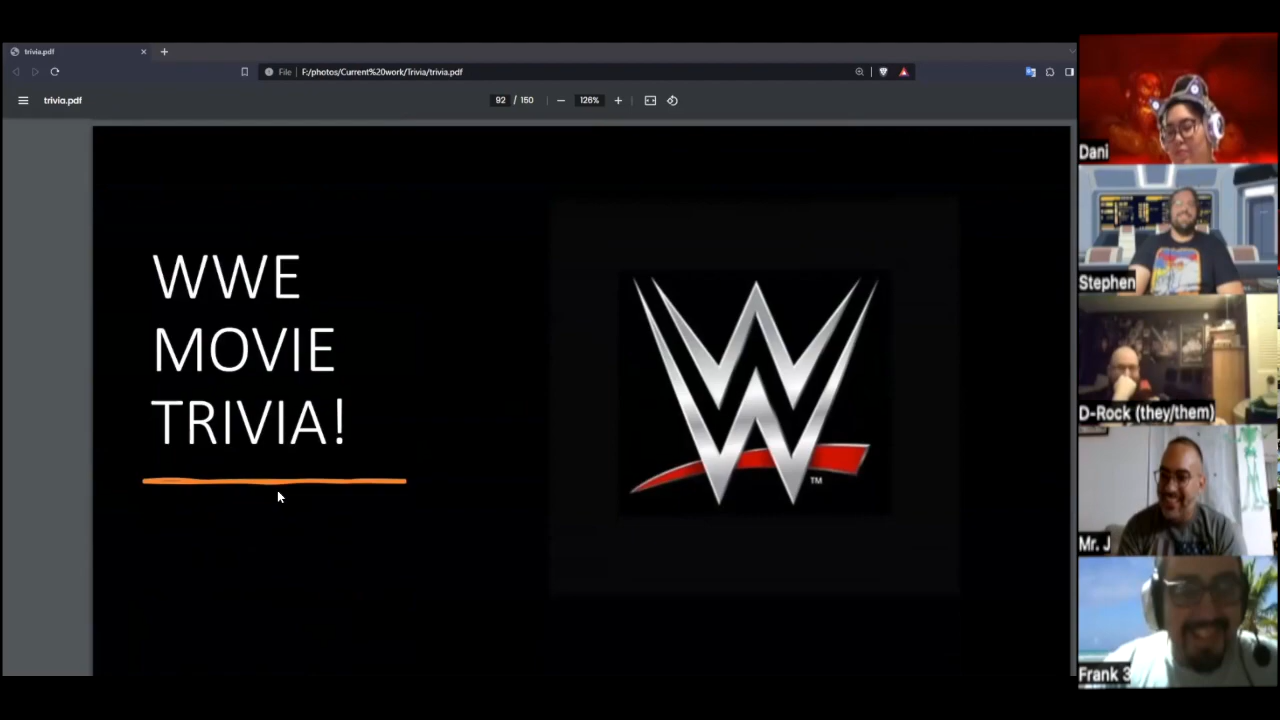 trivia.pdf
File F:/photos/Current%20work/Trivia/trivia.pdf
trivia.pdf
92 / 150
126%
WWE
MOVIE
TRIVIA!
W
TM
Dani
Stephen
D-Rock (they/them)
Mr. J
Frank 3